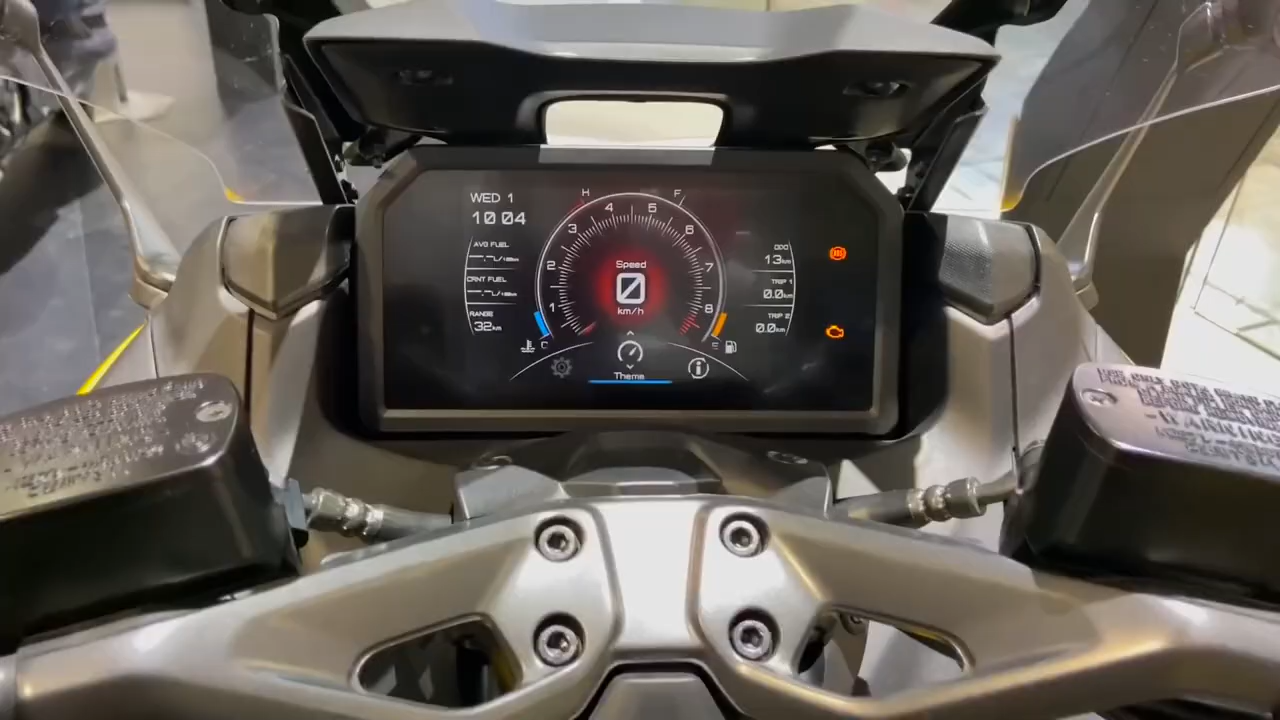 WED 1
10 04
AVG FUEL
--.-L/100km
CRNT FUEL
--.-L/100km
RANGE
32km
H
F
1
2
3
4
5
6
7
8
Speed
0
km/h
C
E
Theme
ODO
13km
TRIP 1
0.0km
TRIP 2
0.0km